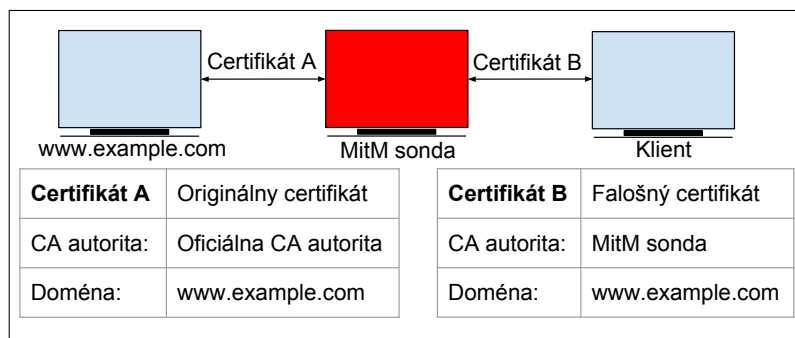 Certifikát A
Certifikát B
www.example.com
MitM sonda
Klient
Certifikát A Originálny certifikát
CA autorita: Oficiálna CA autorita
Doména: www.example.com
Certifikát B Falošný certifikát
CA autorita: MitM sonda
Doména: www.example.com